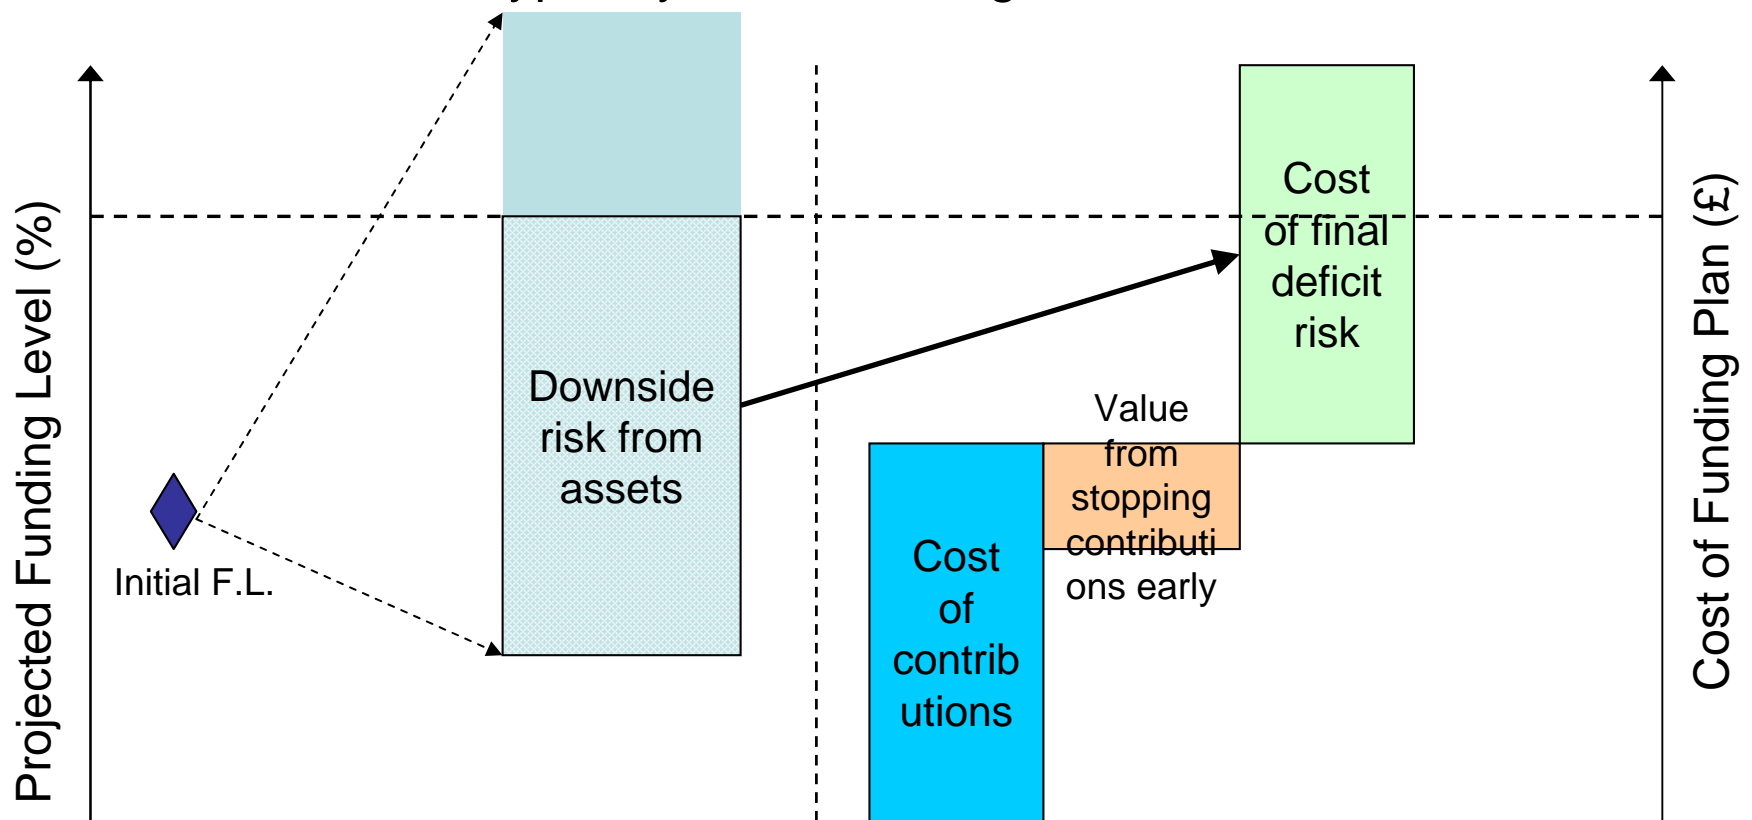 Projected Funding Level (%)
Initial F.L.
Downside
risk from
assets
Cost
of
contrib
utions
Value
from
stopping
contributi
ons early
Cost
of final
deficit
risk
Cost of Funding Plan (£)